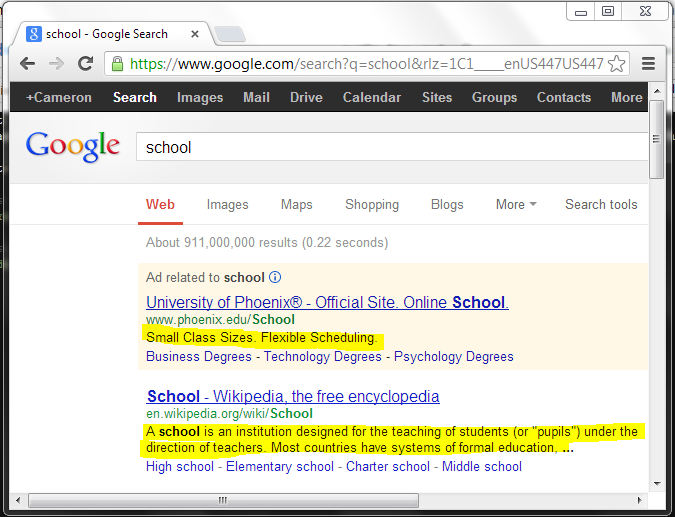 school - Google Search
https://www.google.com/search?q=school&rlz=1C1____enUS447US447
+Cameron Search Images Mail Drive Calendar Sites Groups Contacts More
Google school
Web Images Maps Shopping Blogs More Search tools
About 911,000,000 results (0.22 seconds)
Ad related to school
University of Phoenix® - Official Site. Online School.
www.phoenix.edu/School
Small Class Sizes. Flexible Scheduling.
Business Degrees - Technology Degrees - Psychology Degrees
School - Wikipedia, the free encyclopedia
en.wikipedia.org/wiki/School
A school is an institution designed for the teaching of students (or "pupils") under the
direction of teachers. Most countries have systems of formal education, ...
High school - Elementary school - Charter school - Middle school